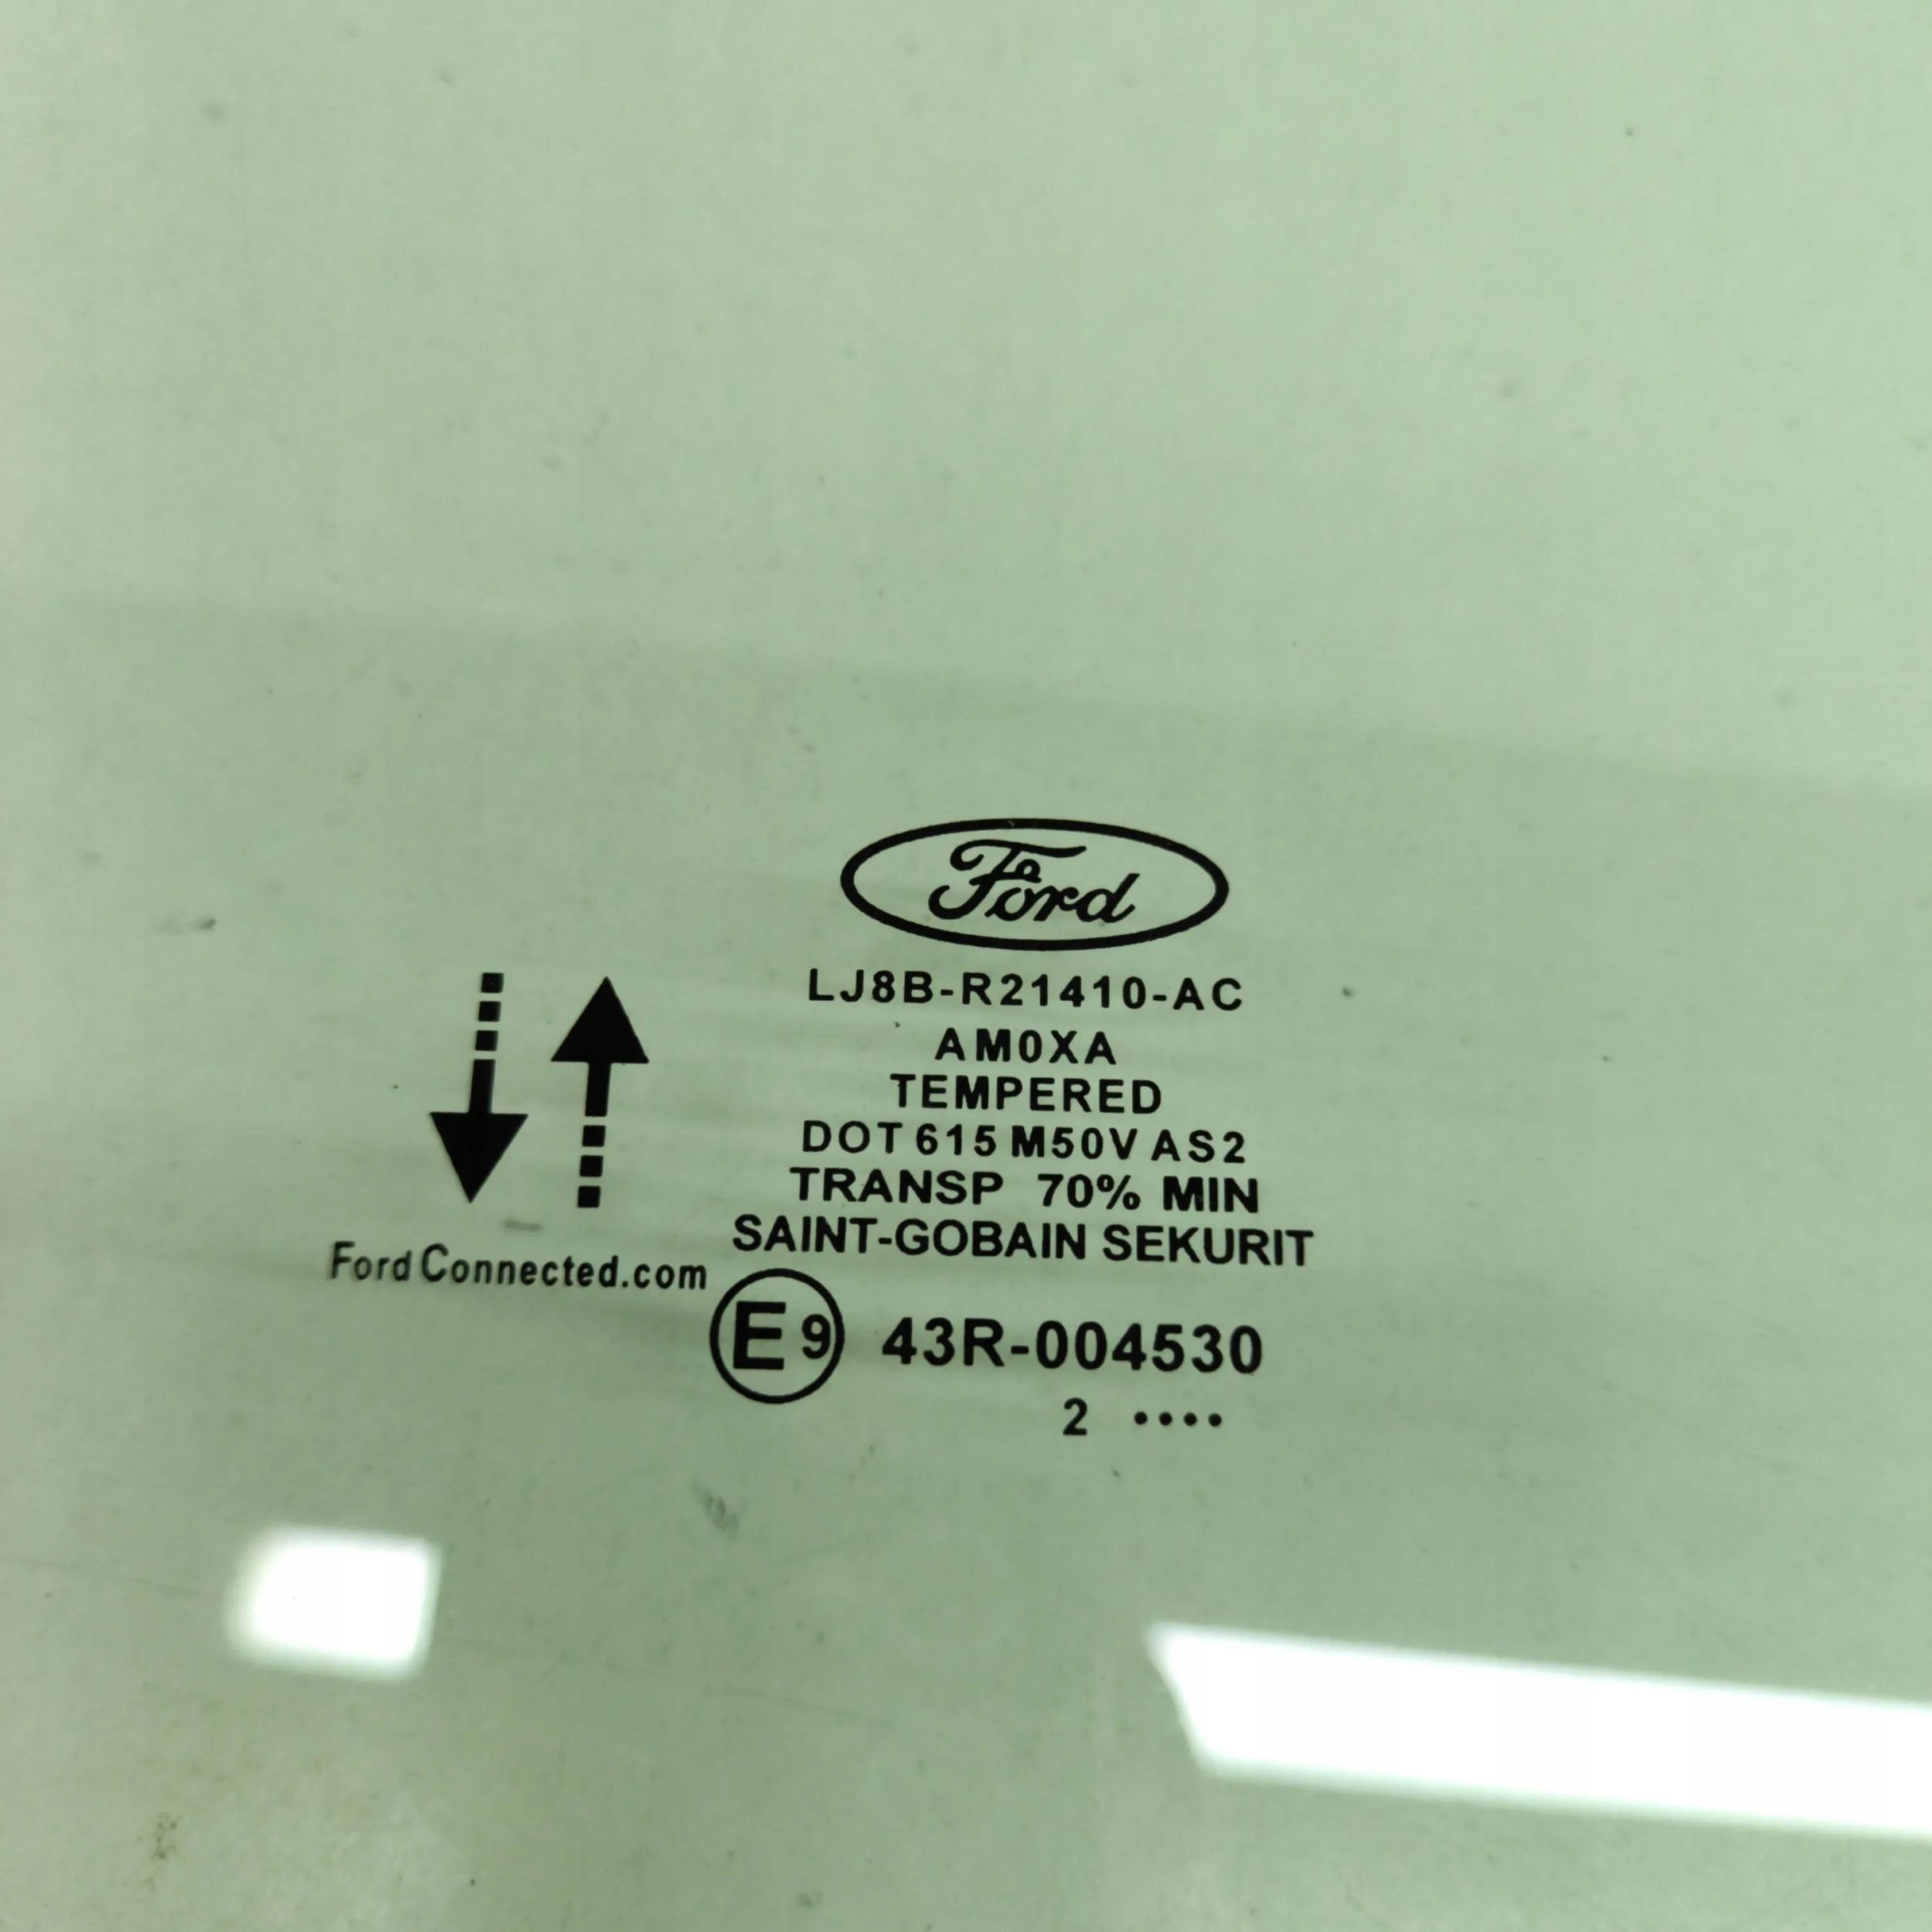 Ford
LJ8B-R21410-AC
AM0XA
TEMPERED
DOT 615 M50V AS2
TRANSP 70% MIN
SAINT-GOBAIN SEKURIT
FordConnected.com
E9 43R-004530
2 ....